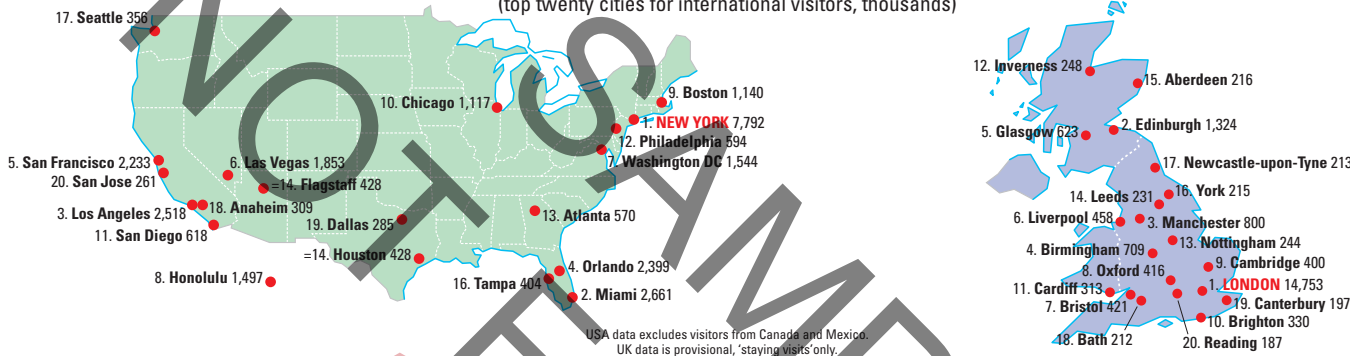 (top twenty cities for international visitors, thousands)
17. Seattle 356
10. Chicago 1,117
9. Boston 1,140
1. NEW YORK 7,792
12. Philadelphia 594
7. Washington DC 1,544
5. San Francisco 2,233
6. Las Vegas 1,853
20. San Jose 261
=14. Flagstaff 428
3. Los Angeles 2,518
18. Anaheim 309
11. San Diego 618
19. Dallas 285
13. Atlanta 570
=14. Houston 428
8. Honolulu 1,497
16. Tampa 404
4. Orlando 2,399
2. Miami 2,661
USA data excludes visitors from Canada and Mexico.
UK data is provisional, ‘staying visits’only.
12. Inverness 248
15. Aberdeen 216
5. Glasgow 623
2. Edinburgh 1,324
17. Newcastle-upon-Tyne 213
16. York 215
14. Leeds 231
6. Liverpool 458
3. Manchester 800
13. Nottingham 244
4. Birmingham 709
9. Cambridge 400
8. Oxford 416
11. Cardiff 313
1. LONDON 14,753
7. Bristol 421
19. Canterbury 197
10. Brighton 330
18. Bath 212
20. Reading 187
NOT
SAMP